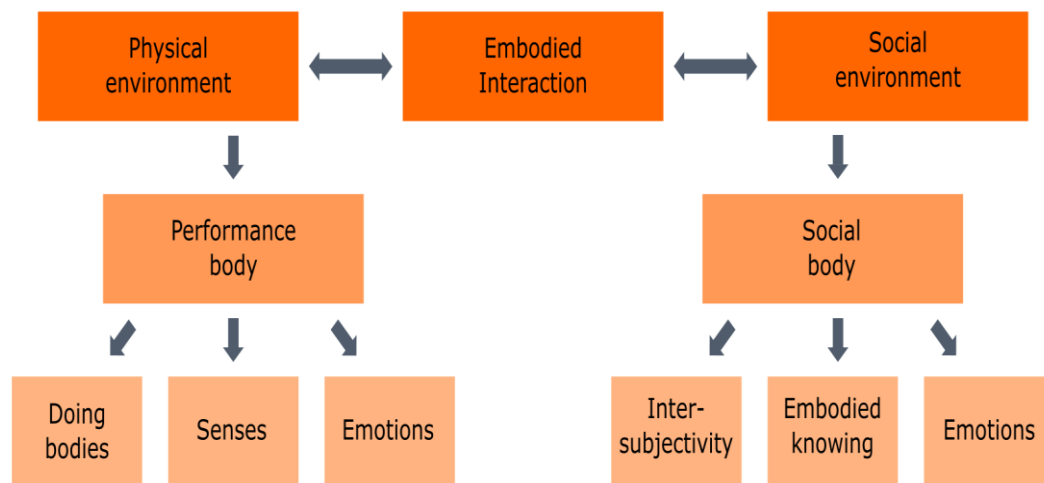 Physical
environment
Embodied
Interaction
Social
environment
Performance
body
Social
body
Doing
bodies
Senses
Emotions
Inter-
subjectivity
Embodied
knowing
Emotions